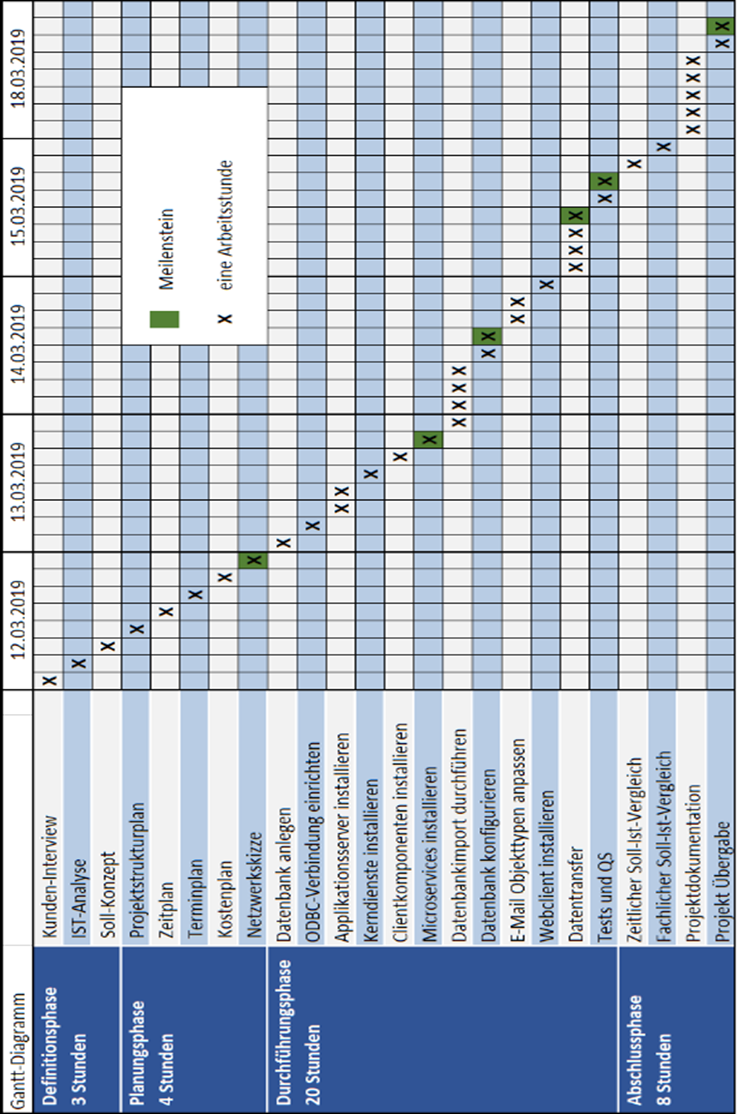 Gantt-Diagramm 12.03.2019 13.03.2019 14.03.2019 15.03.2019 18.03.2019
Definitionsphase
3 Stunden
Kunden-Interview X
IST-Analyse X
Soll-Konzept X
Planungsphase
4 Stunden
Projektstrukturplan X
Zeitplan X
Terminplan X
Kostenplan X
Netzwerkskizze X
Durchführungsphase
20 Stunden
Datenbank anlegen X
ODBC-Verbindung einrichten X
Applikationsserver installieren X X
Kerndienste installieren X
Clientkomponenten installieren X
Microservices installieren X
Datenbankimport durchführen X X X X
Datenbank konfigurieren X X
E-Mail Objekttypen anpassen X X
Webclient installieren X
Datentransfer X X X X
Tests und QS X X
Abschlussphase
8 Stunden
Zeitlicher Soll-Ist-Vergleich X
Fachlicher Soll-Ist-Vergleich X
Projektdokumentation X X X X X
Projekt Übergabe X X
Meilenstein
X eine Arbeitsstunde